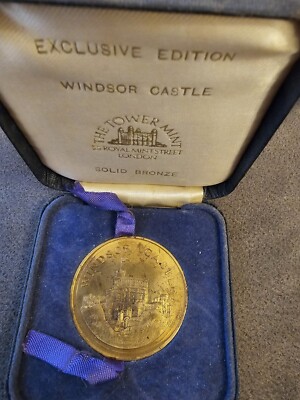 EXCLUSIVE EDITION
WINDSOR CASTLE
THE TOWER MINT
ROYAL MINT STREET
LONDON
SOLID BRONZE
WINDSOR CASTLE